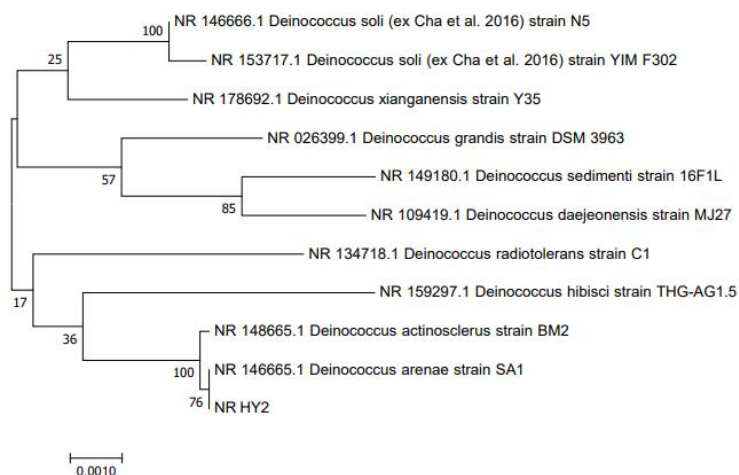 NR 146666.1 Deinococcus soli (ex Cha et al. 2016) strain N5
100
25
NR 153717.1 Deinococcus soli (ex Cha et al. 2016) strain YIM F302
NR 178692.1 Deinococcus xianganensis strain Y35
NR 026399.1 Deinococcus grandis strain DSM 3963
57
NR 149180.1 Deinococcus sedimenti strain 16F1L
85
NR 109419.1 Deinococcus daejeonensis strain MJ27
NR 134718.1 Deinococcus radiotolerans strain C1
17
NR 159297.1 Deinococcus hibisci strain THG-AG1.5
36
NR 148665.1 Deinococcus actinosclerus strain BM2
100
NR 146665.1 Deinococcus arenae strain SA1
76
NR HY2
0.0010